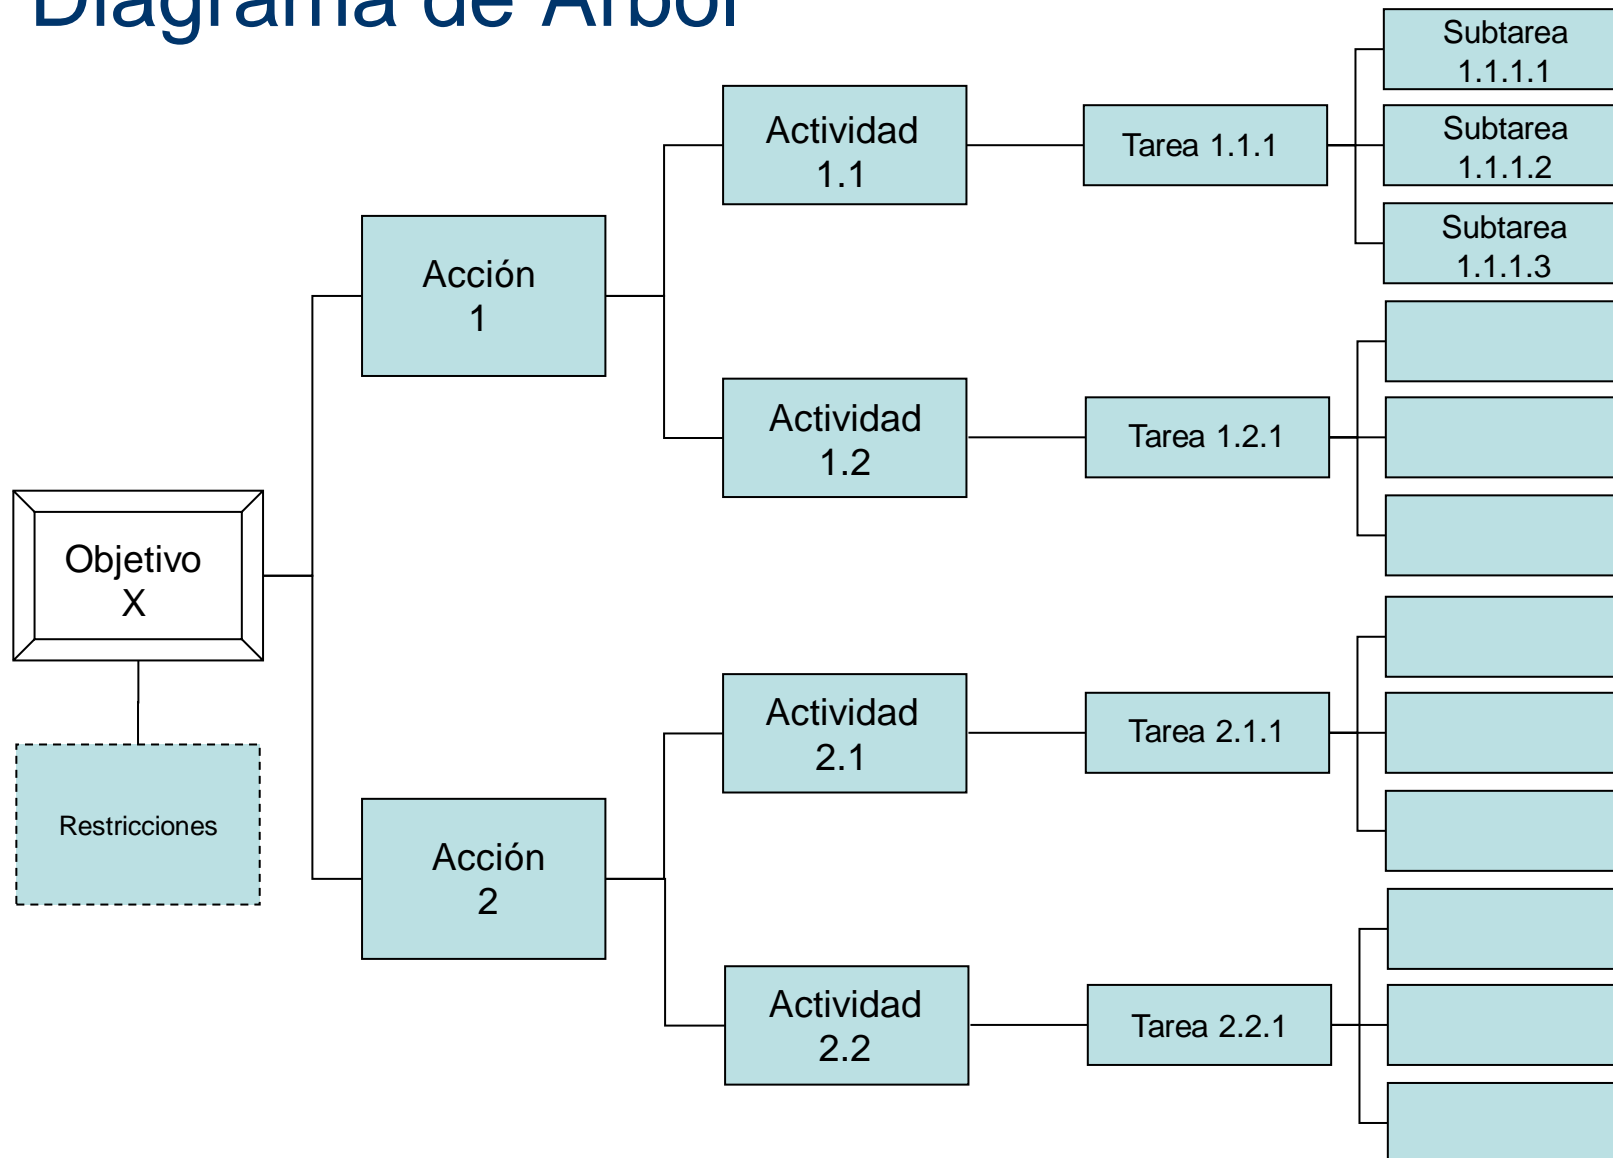 Diagrama de Árbol
Subtarea
1.1.1.1
Actividad
1.1
Tarea 1.1.1
Subtarea
1.1.1.2
Subtarea
1.1.1.3
Acción
1
Actividad
1.2
Tarea 1.2.1
Objetivo
X
Actividad
2.1
Tarea 2.1.1
Restricciones
Acción
2
Actividad
2.2
Tarea 2.2.1